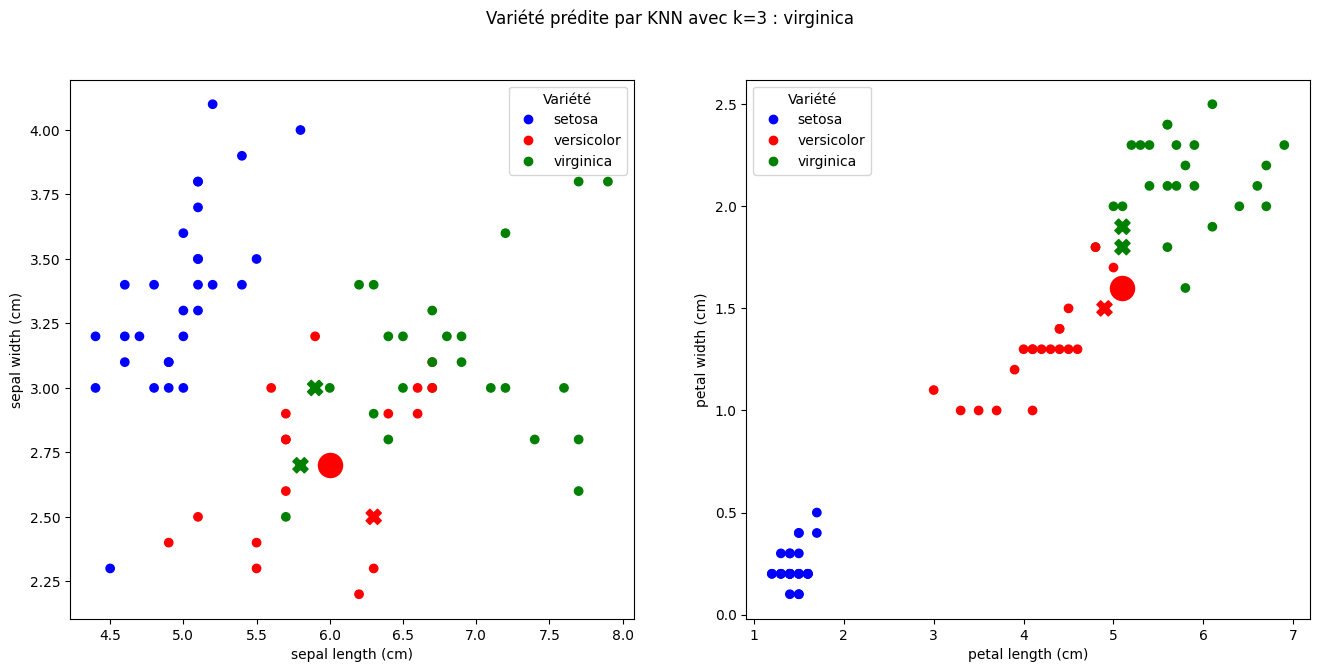 Variété prédite par KNN avec k=3 : virginica
Variété
setosa
versicolor
virginica
4.00
3.75
3.50
3.25
3.00
2.75
2.50
2.25
sepal width (cm)
4.5 5.0 5.5 6.0 6.5 7.0 7.5 8.0
sepal length (cm)
Variété
setosa
versicolor
virginica
2.5
2.0
1.5
1.0
0.5
0.0
petal width (cm)
1 2 3 4 5 6 7
petal length (cm)